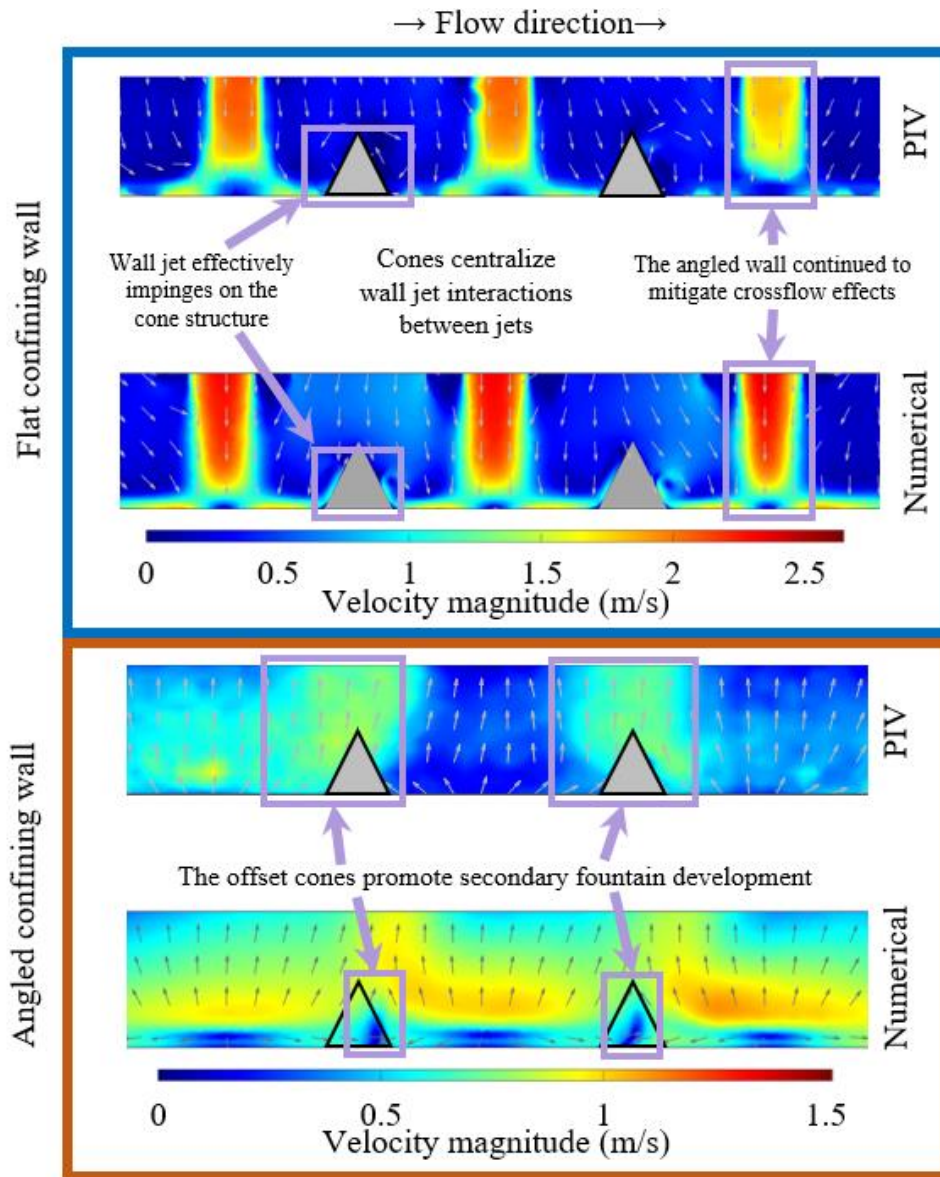 → Flow direction→
Flat confining wall
PIV
Wall jet effectively
impinges on the
cone structure
Cones centralize
wall jet interactions
between jets
The angled wall continued to
mitigate crossflow effects
Numerical
0 0.5 1 1.5 2 2.5
Velocity magnitude (m/s)
Angled confining wall
PIV
The offset cones promote secondary fountain development
Numerical
0 0.5 1 1.5
Velocity magnitude (m/s)